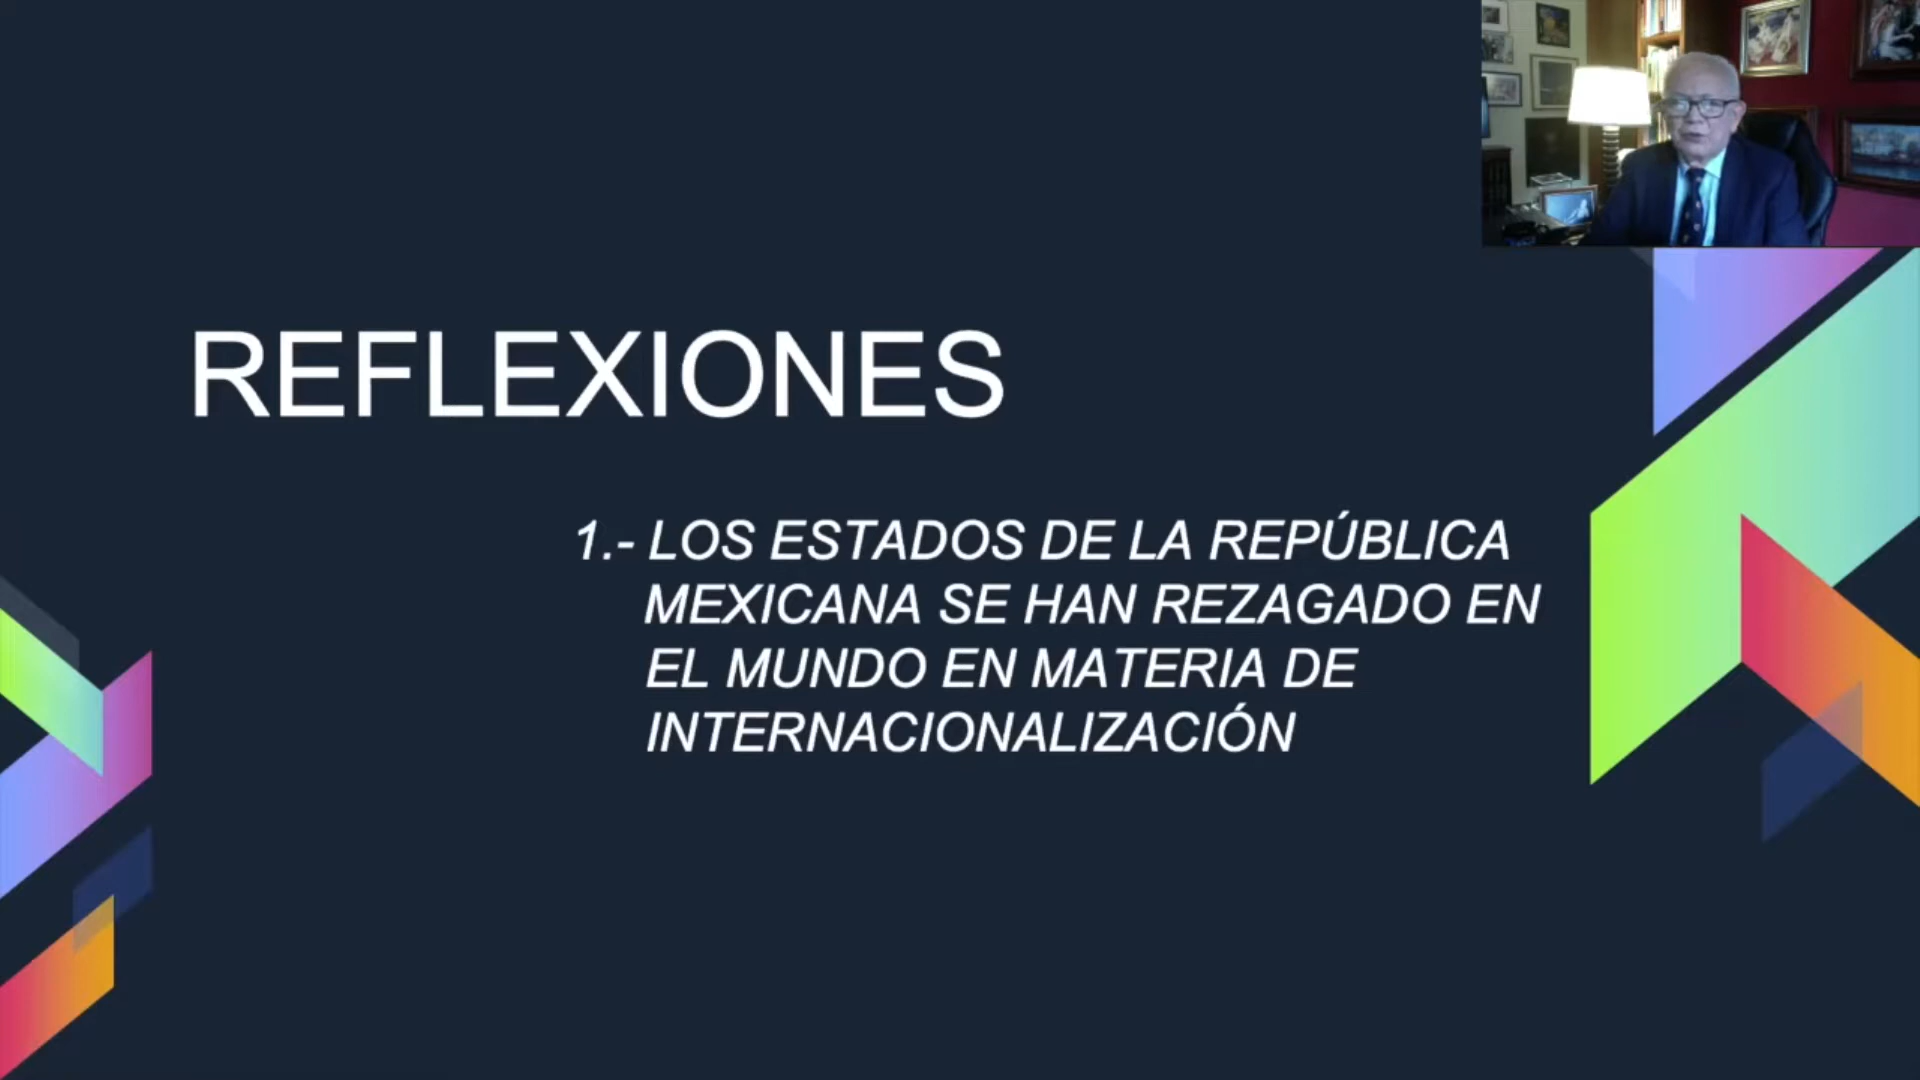 REFLEXIONES
1.- LOS ESTADOS DE LA REPÚBLICA
MEXICANA SE HAN REZAGADO EN
EL MUNDO EN MATERIA DE
INTERNACIONALIZACIÓN